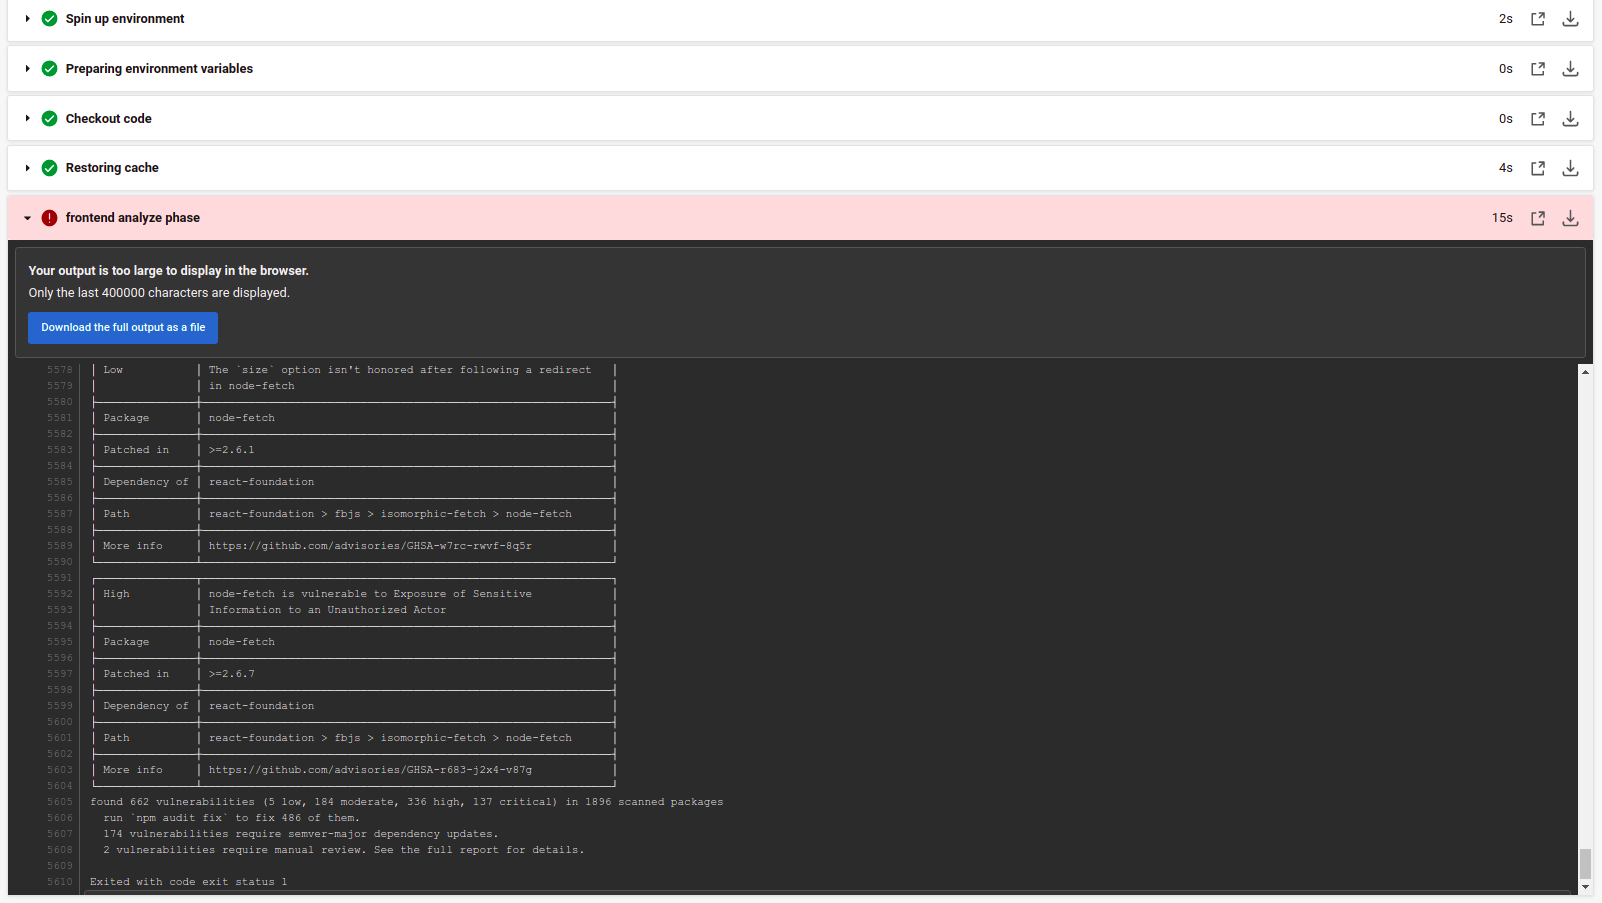 Spin up environment 2s
Preparing environment variables 0s
Checkout code 0s
Restoring cache 4s
frontend analyze phase 15s
Your output is too large to display in the browser.
Only the last 400000 characters are displayed.
Download the full output as a file
5578 | Low | The `size` option isn't honored after following a redirect |
5579 | | in node-fetch |
5580
5581 | Package | node-fetch |
5582
5583 | Patched in | >=2.6.1 |
5584
5585 | Dependency of | react-foundation |
5586
5587 | Path | react-foundation > fbjs > isomorphic-fetch > node-fetch |
5588
5589 | More info | https://github.com/advisories/GHSA-w7rc-rwvf-8q5r |
5590
5591
5592 | High | node-fetch is vulnerable to Exposure of Sensitive |
5593 | | Information to an Unauthorized Actor |
5594
5595 | Package | node-fetch |
5596
5597 | Patched in | >=2.6.7 |
5598
5599 | Dependency of | react-foundation |
5600
5601 | Path | react-foundation > fbjs > isomorphic-fetch > node-fetch |
5602
5603 | More info | https://github.com/advisories/GHSA-r683-j2x4-v87g |
5604
5605 found 662 vulnerabilities (5 low, 184 moderate, 336 high, 137 critical) in 1896 scanned packages
5606 run `npm audit fix` to fix 486 of them.
5607 174 vulnerabilities require semver-major dependency updates.
5608 2 vulnerabilities require manual review. See the full report for details.
5609
5610 Exited with code exit status 1